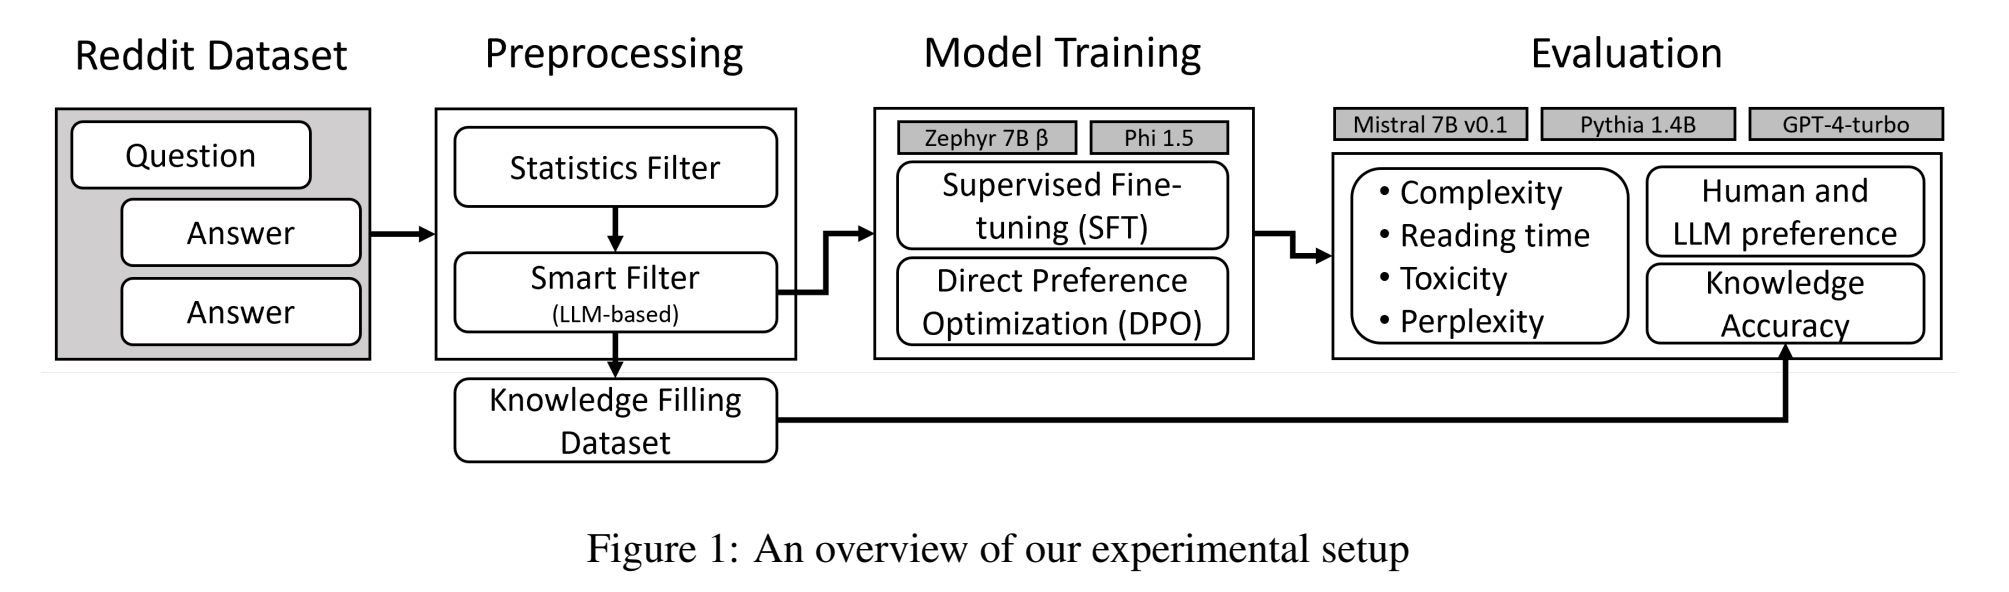 Reddit Dataset
Question
Answer
Answer
Preprocessing
Statistics Filter
Smart Filter
(LLM-based)
Knowledge Filling
Dataset
Model Training
Zephyr 7B β
Phi 1.5
Supervised Fine-
tuning (SFT)
Direct Preference
Optimization (DPO)
Evaluation
Mistral 7B v0.1
Pythia 1.4B
GPT-4-turbo
• Complexity
• Reading time
• Toxicity
• Perplexity
Human and
LLM preference
Knowledge
Accuracy
Figure 1: An overview of our experimental setup